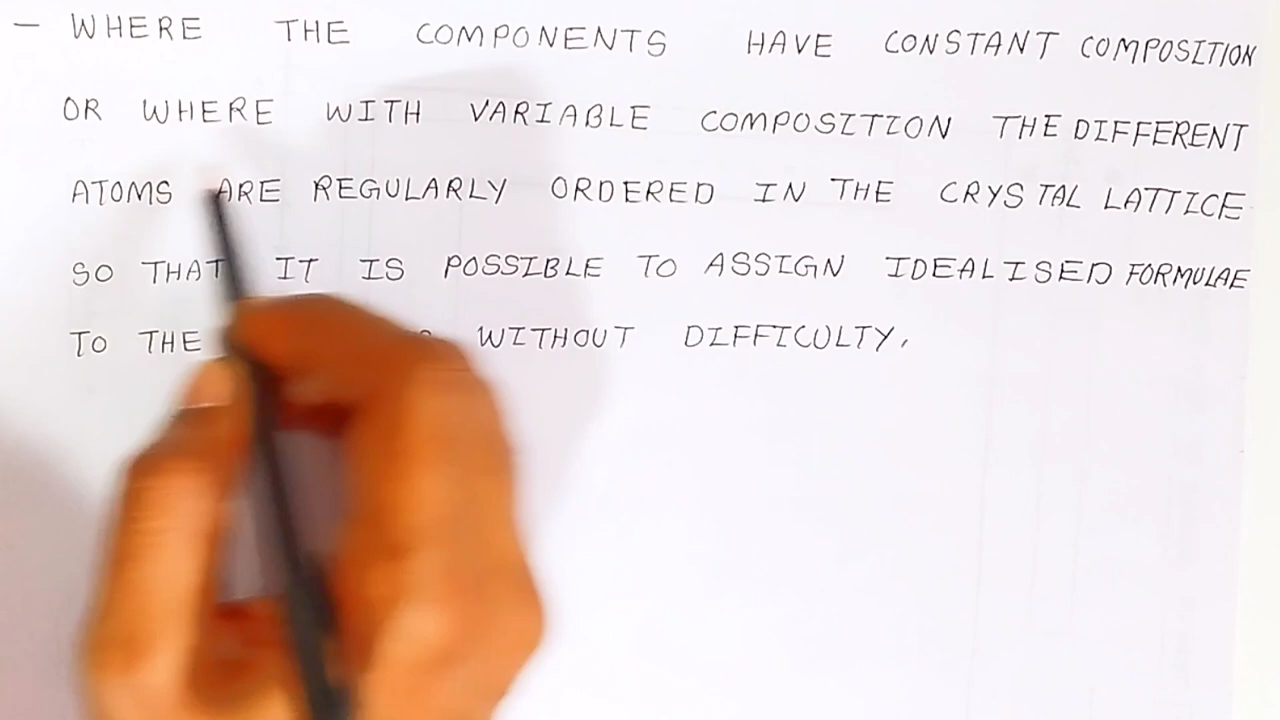 – WHERE THE COMPONENTS HAVE CONSTANT COMPOSITION
OR WHERE WITH VARIABLE COMPOSITION THE DIFFERENT
ATOMS ARE REGULARLY ORDERED IN THE CRYSTAL LATTICE
SO THAT IT IS POSSIBLE TO ASSIGN IDEALISED FORMULAE
TO THE WITHOUT DIFFICULTY.